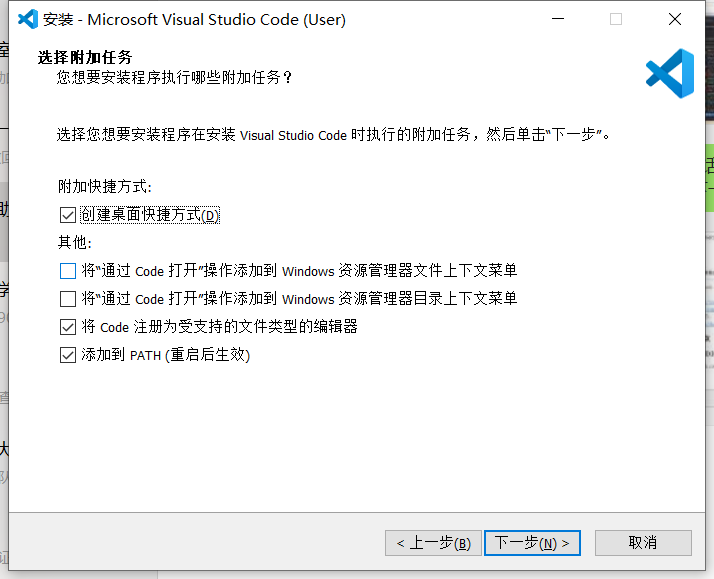 安装 - Microsoft Visual Studio Code (User)
选择附加任务
您想要安装程序执行哪些附加任务？
选择您想要安装程序在安装 Visual Studio Code 时执行的附加任务，然后单击“下一步”。
附加快捷方式:
创建桌面快捷方式(D)
其他:
将“通过 Code 打开”操作添加到 Windows 资源管理器文件上下文菜单
将“通过 Code 打开”操作添加到 Windows 资源管理器目录上下文菜单
将 Code 注册为受支持的文件类型的编辑器
添加到 PATH (重启后生效)
< 上一步(B)
下一步(N) >
取消